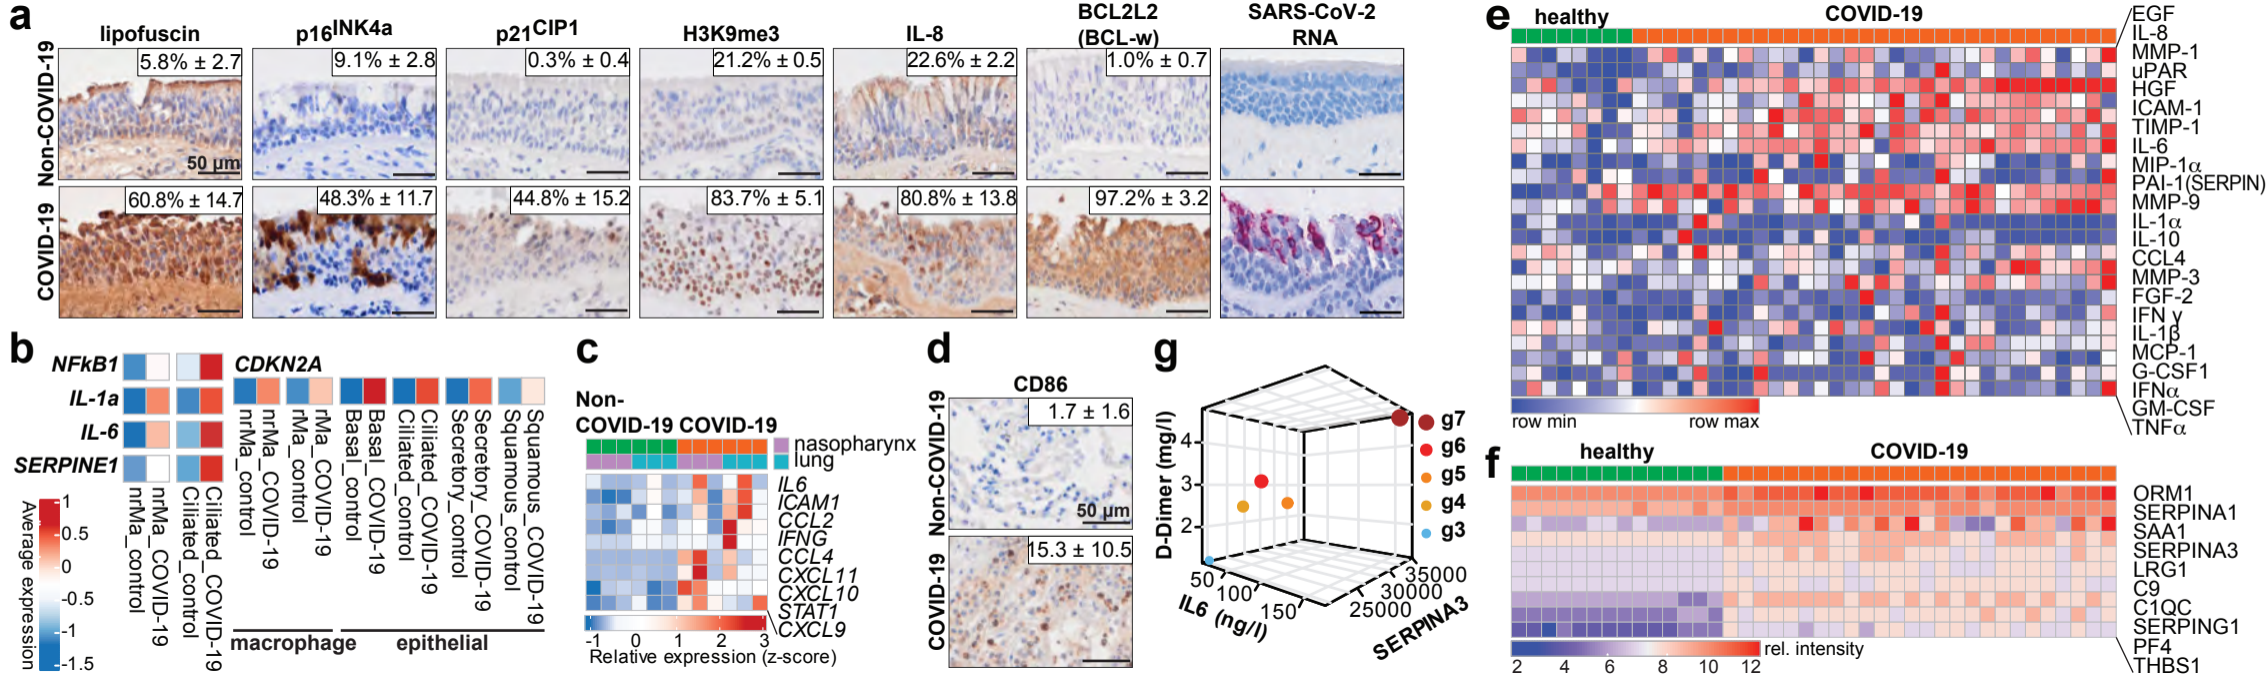 a
lipofuscin
p16INK4a
p21CIP1
H3K9me3
IL-8
BCL2L2
(BCL-w)
SARS-CoV-2
RNA
Non-COVID-19
5.8% ± 2.7
9.1% ± 2.8
0.3% ± 0.4
21.2% ± 0.5
22.6% ± 2.2
1.0% ± 0.7
50 µm
COVID-19
60.8% ± 14.7
48.3% ± 11.7
44.8% ± 15.2
83.7% ± 5.1
80.8% ± 13.8
97.2% ± 3.2
b
NFkB1
IL-1a
IL-6
SERPINE1
nrMa_control
nrMa_COVID-19
Ciliated_control
Ciliated_COVID-19
CDKN2A
nrMa_control
nrMa_COVID-19
rMa_control
rMa_COVID-19
Basal_control
Basal_COVID-19
Ciliated_control
Ciliated_COVID-19
Secretory_control
Secretory_COVID-19
Squamous_control
Squamous_COVID-19
macrophage
epithelial
Average expression
1
0.5
0
-0.5
-1
-1.5
c
Non-
COVID-19
COVID-19
nasopharynx
lung
IL6
ICAM1
CCL2
IFNG
CCL4
CXCL11
CXCL10
STAT1
CXCL9
-1
0
1
2
3
Relative expression (z-score)
d
CD86
Non-COVID-19
1.7 ± 1.6
50 µm
COVID-19
15.3 ± 10.5
g
D-Dimer (mg/l)
4
3
2
50
100
150
IL6 (ng/l)
25000
30000
35000
SERPINA3
g7
g6
g5
g4
g3
e
healthy
COVID-19
EGF
IL-8
MMP-1
uPAR
HGF
ICAM-1
TIMP-1
IL-6
MIP-1α
PAI-1(SERPIN)
MMP-9
IL-1α
IL-10
CCL4
MMP-3
FGF-2
IFN γ
IL-1β
MCP-1
G-CSF1
IFNα
GM-CSF
TNFα
row min
row max
f
healthy
COVID-19
ORM1
SERPINA1
SAA1
SERPINA3
LRG1
C9
C1QC
SERPING1
PF4
THBS1
2
4
6
8
10
12
rel. intensity